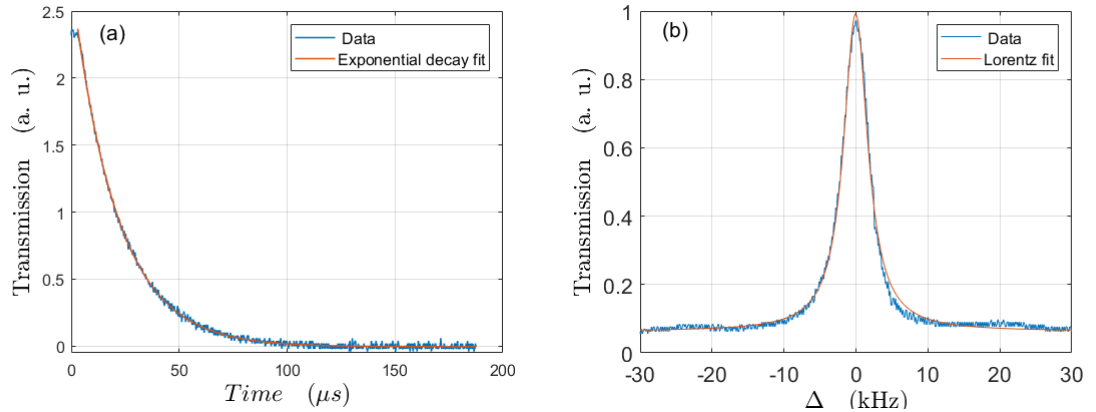 (a)
Data
Exponential decay fit
2.5
2
1.5
1
0.5
0
Transmission (a. u.)
0
50
100
150
200
Time (μs)
(b)
Data
Lorentz fit
1
0.8
0.6
0.4
0.2
0
Transmission (a. u.)
-30
-20
-10
0
10
20
30
Δ (kHz)